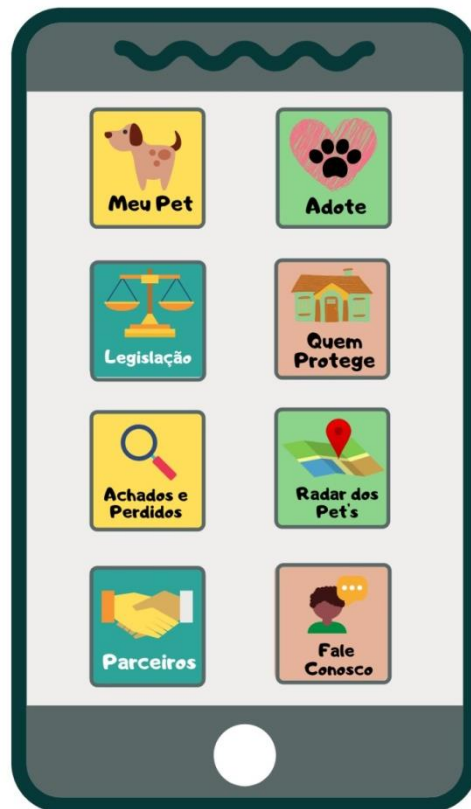 Meu Pet
Adote
Legislação
Quem
Protege
Achados e
Perdidos
Radar dos
Pet's
Parceiros
Fale
Conosco